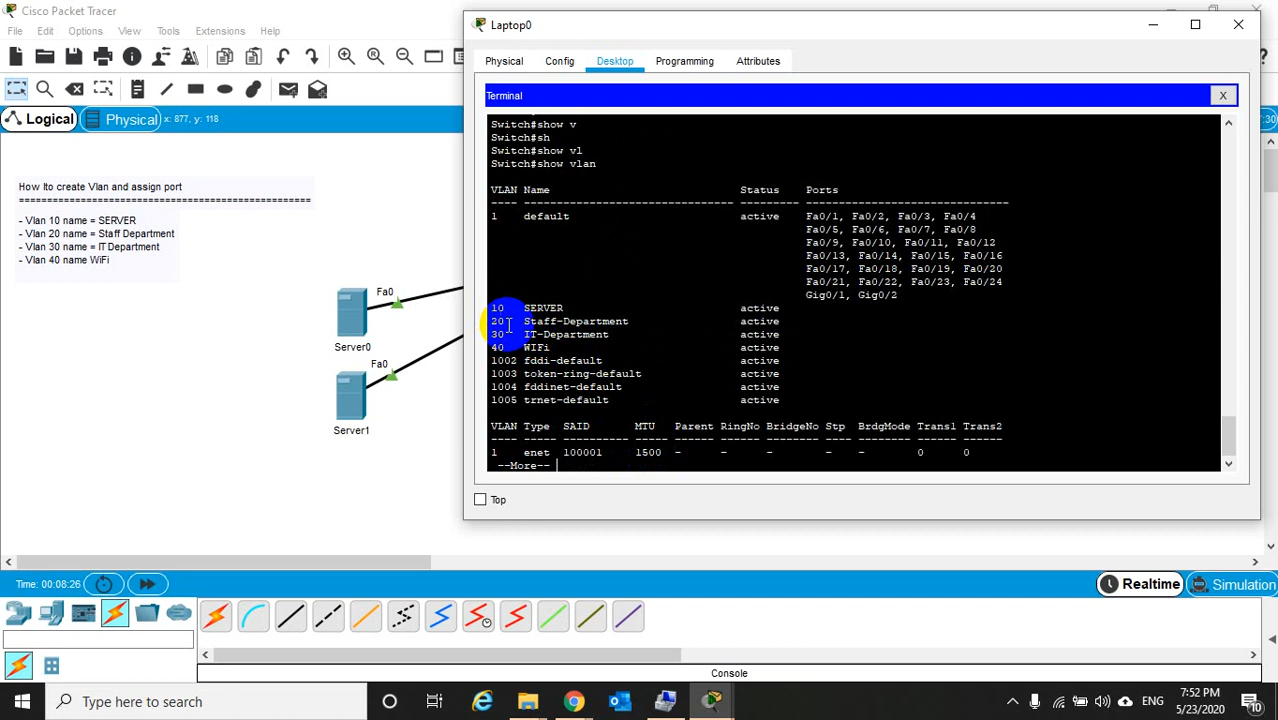 Cisco Packet Tracer
File Edit Options View Tools Extensions Help
Logical Physical x: 877, y: 118
How Ito create Vlan and assign port
=================================================
- Vlan 10 name = SERVER
- Vlan 20 name = Staff Department
- Vlan 30 name = IT Department
- Vlan 40 name WiFi
Fa0
Server0
Fa0
Server1
Laptop0
Physical Config Desktop Programming Attributes
Terminal
X
Switch#show v
Switch#sh
Switch#show vl
Switch#show vlan
VLAN Name Status Ports
---- -------------------------------- --------- -------------------------------
1 default active Fa0/1, Fa0/2, Fa0/3, Fa0/4
Fa0/5, Fa0/6, Fa0/7, Fa0/8
Fa0/9, Fa0/10, Fa0/11, Fa0/12
Fa0/13, Fa0/14, Fa0/15, Fa0/16
Fa0/17, Fa0/18, Fa0/19, Fa0/20
Fa0/21, Fa0/22, Fa0/23, Fa0/24
Gig0/1, Gig0/2
10 SERVER active
20 Staff-Department active
30 IT-Department active
40 WIFi active
1002 fddi-default active
1003 token-ring-default active
1004 fddinet-default active
1005 trnet-default active
VLAN Type SAID MTU Parent RingNo BridgeNo Stp BrdgMode Trans1 Trans2
---- ----- ---------- ----- ------ ------ -------- ---- -------- ------ ------
1 enet 100001 1500 - - - - - 0 0
--More--
Top
:30
Time: 00:08:26
Realtime Simulation
Console
Type here to search
ENG
7:52 PM
5/23/2020
10